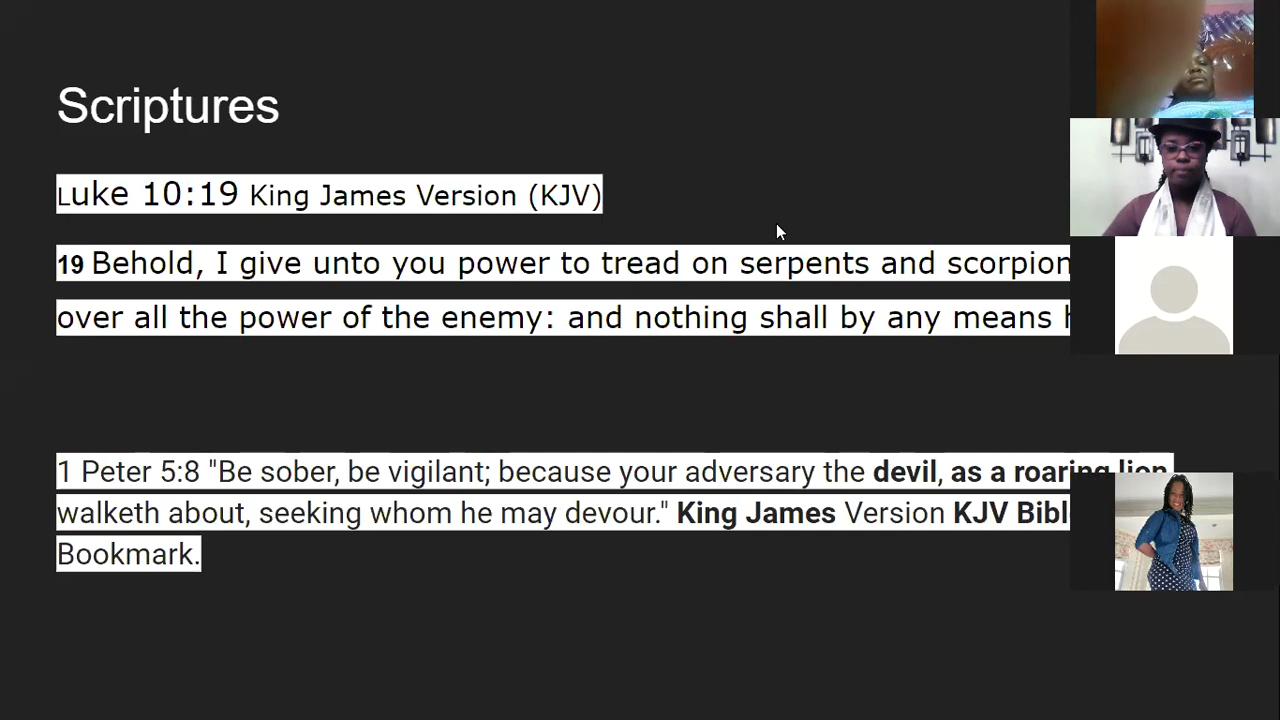 Scriptures
Luke 10:19 King James Version (KJV)
19 Behold, I give unto you power to tread on serpents and scorpion
over all the power of the enemy: and nothing shall by any means
1 Peter 5:8 "Be sober, be vigilant; because your adversary the devil, as a roaring lion
walketh about, seeking whom he may devour." King James Version KJV Bibl
Bookmark.